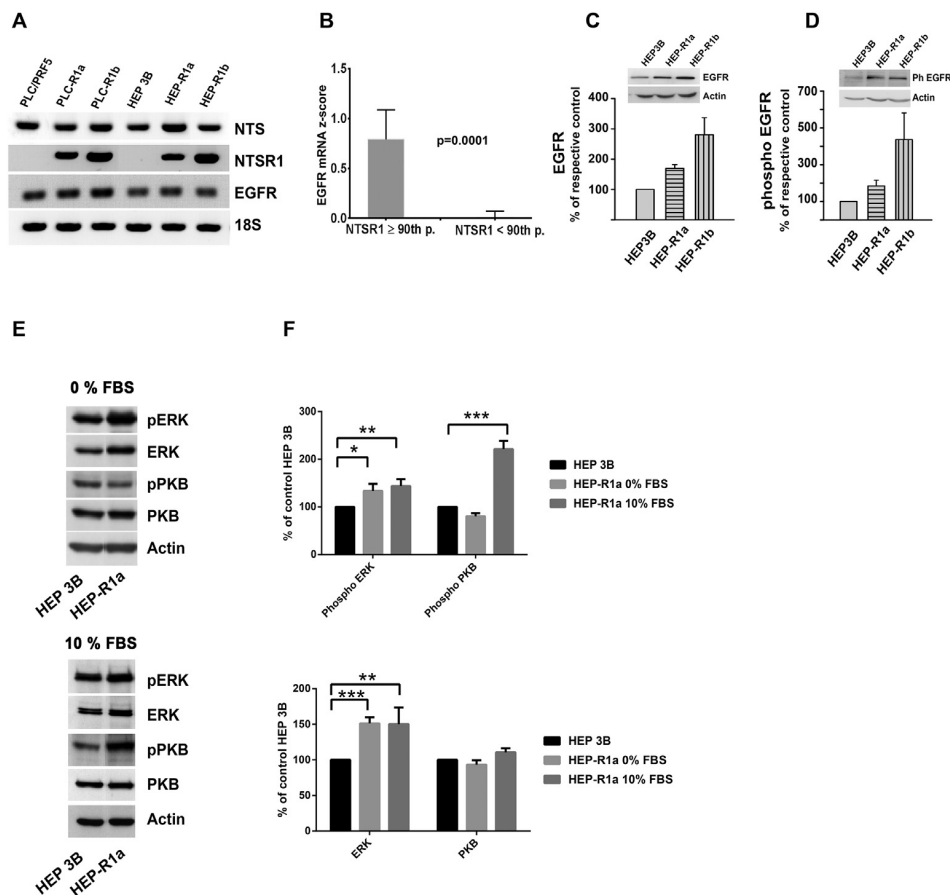 A
PLC/PRF5
PLC-R1a
PLC-R1b
HEP 3B
HEP-R1a
HEP-R1b
NTS
NTSR1
EGFR
18S
B
EGFR mRNA z-score
1.5
1.0
0.5
0.0
p=0.0001
NTSR1 ≥ 90th p.
NTSR1 < 90th p.
C
HEP3B
HEP-R1a
HEP-R1b
EGFR
Actin
EGFR
% of respective control
400
300
200
100
HEP3B
HEP-R1a
HEP-R1b
D
HEP3B
HEP-R1a
HEP-R1b
Ph EGFR
Actin
phospho EGFR
% of respective control
700
500
300
100
HEP3B
HEP-R1a
HEP-R1b
E
0 % FBS
pERK
ERK
pPKB
PKB
Actin
HEP 3B
HEP-R1a
10 % FBS
pERK
ERK
pPKB
PKB
Actin
HEP 3B
HEP-R1a
F
% of control HEP 3B
300
200
100
0
*
**
***
Phospho ERK
Phospho PKB
HEP 3B
HEP-R1a 0% FBS
HEP-R1a 10% FBS
% of control HEP 3B
200
150
100
50
0
***
**
ERK
PKB
HEP 3B
HEP-R1a 0% FBS
HEP-R1a 10% FBS